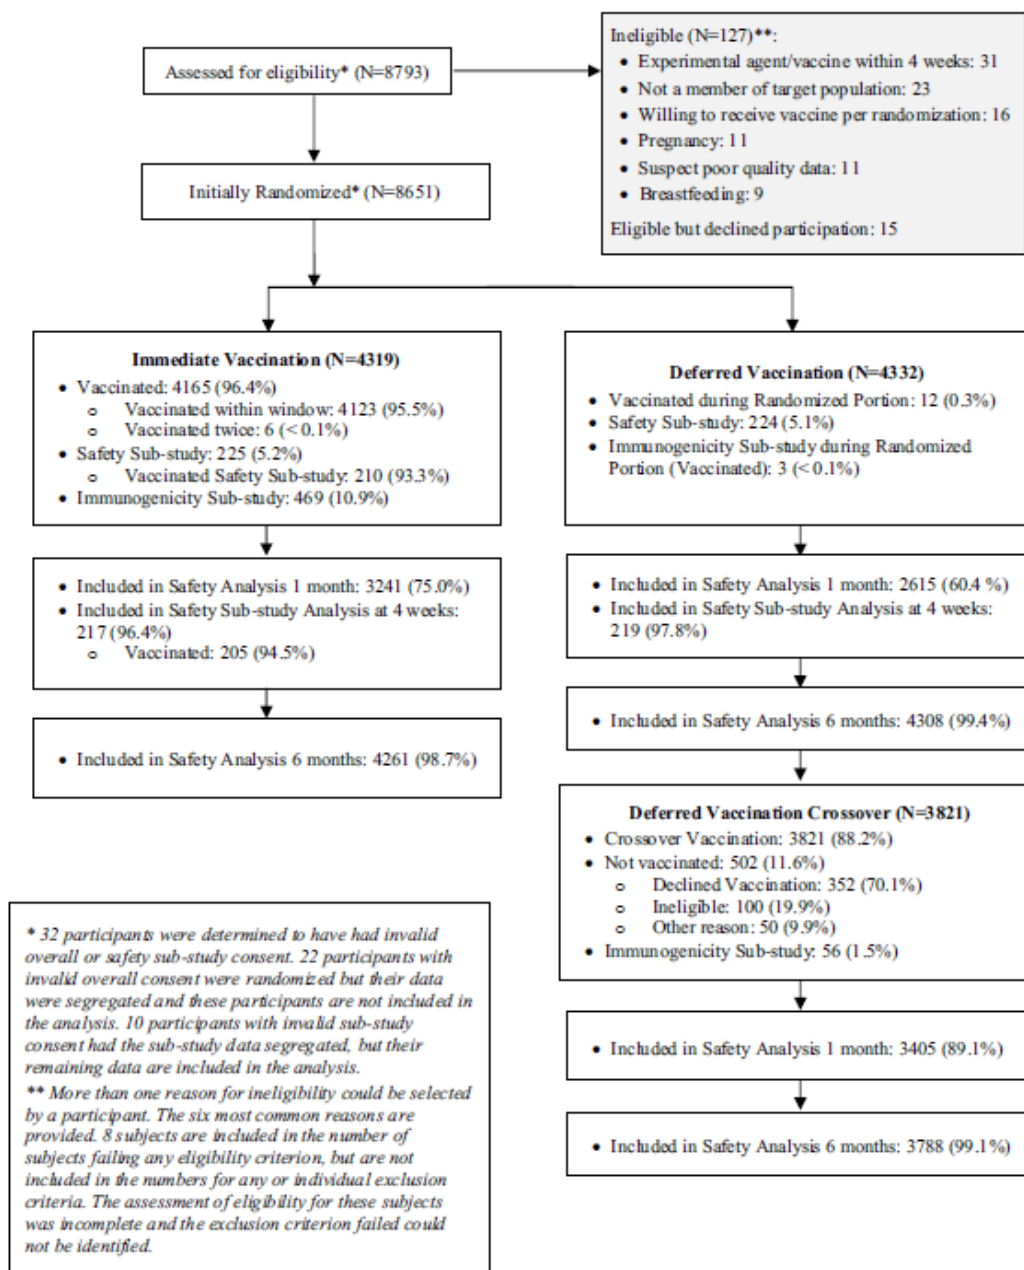 Assessed for eligibility* (N=8793)
Ineligible (N=127)**:
• Experimental agent/vaccine within 4 weeks: 31
• Not a member of target population: 23
• Willing to receive vaccine per randomization: 16
• Pregnancy: 11
• Suspect poor quality data: 11
• Breastfeeding: 9
Eligible but declined participation: 15
Initially Randomized* (N=8651)
Immediate Vaccination (N=4319)
• Vaccinated: 4165 (96.4%)
o Vaccinated within window: 4123 (95.5%)
o Vaccinated twice: 6 (< 0.1%)
• Safety Sub-study: 225 (5.2%)
o Vaccinated Safety Sub-study: 210 (93.3%)
• Immunogenicity Sub-study: 469 (10.9%)
Deferred Vaccination (N=4332)
• Vaccinated during Randomized Portion: 12 (0.3%)
• Safety Sub-study: 224 (5.1%)
• Immunogenicity Sub-study during Randomized
Portion (Vaccinated): 3 (< 0.1%)
• Included in Safety Analysis 1 month: 3241 (75.0%)
• Included in Safety Sub-study Analysis at 4 weeks:
217 (96.4%)
o Vaccinated: 205 (94.5%)
• Included in Safety Analysis 1 month: 2615 (60.4 %)
• Included in Safety Sub-study Analysis at 4 weeks:
219 (97.8%)
• Included in Safety Analysis 6 months: 4261 (98.7%)
• Included in Safety Analysis 6 months: 4308 (99.4%)
Deferred Vaccination Crossover (N=3821)
• Crossover Vaccination: 3821 (88.2%)
• Not vaccinated: 502 (11.6%)
o Declined Vaccination: 352 (70.1%)
o Ineligible: 100 (19.9%)
o Other reason: 50 (9.9%)
• Immunogenicity Sub-study: 56 (1.5%)
• Included in Safety Analysis 1 month: 3405 (89.1%)
• Included in Safety Analysis 6 months: 3788 (99.1%)
* 32 participants were determined to have had invalid
overall or safety sub-study consent. 22 participants with
invalid overall consent were randomized but their data
were segregated and these participants are not included in
the analysis. 10 participants with invalid sub-study
consent had the sub-study data segregated, but their
remaining data are included in the analysis.
** More than one reason for ineligibility could be selected
by a participant. The six most common reasons are
provided. 8 subjects are included in the number of
subjects failing any eligibility criterion, but are not
included in the numbers for any or individual exclusion
criteria. The assessment of eligibility for these subjects
was incomplete and the exclusion criterion failed could
not be identified.